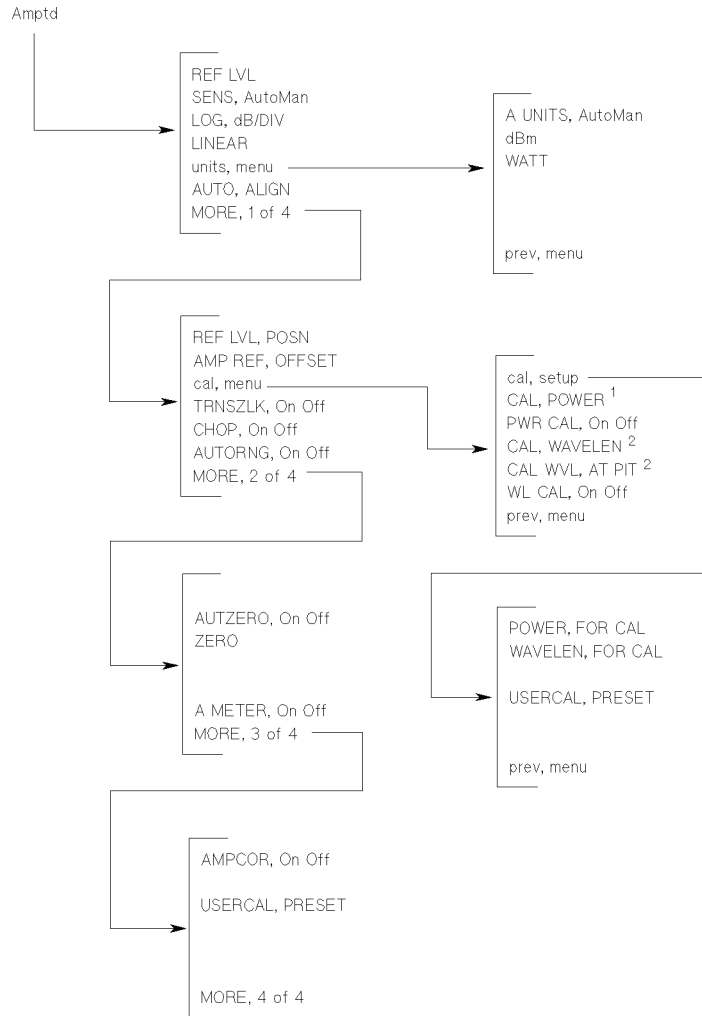 Amptd
REF LVL
SENS, AutoMan
LOG, dB/DIV
LINEAR
units, menu
AUTO, ALIGN
MORE, 1 of 4
A UNITS, AutoMan
dBm
WATT
prev, menu
REF LVL, POSN
AMP REF, OFFSET
cal, menu
TRNSZLK, On Off
CHOP, On Off
AUTORNG, On Off
MORE, 2 of 4
cal, setup
CAL, POWER 1
PWR CAL, On Off
CAL, WAVELEN 2
CAL WVL, AT PIT 2
WL CAL, On Off
prev, menu
AUTZERO, On Off
ZERO
A METER, On Off
MORE, 3 of 4
POWER, FOR CAL
WAVELEN, FOR CAL
USERCAL, PRESET
prev, menu
AMPCOR, On Off
USERCAL, PRESET
MORE, 4 of 4